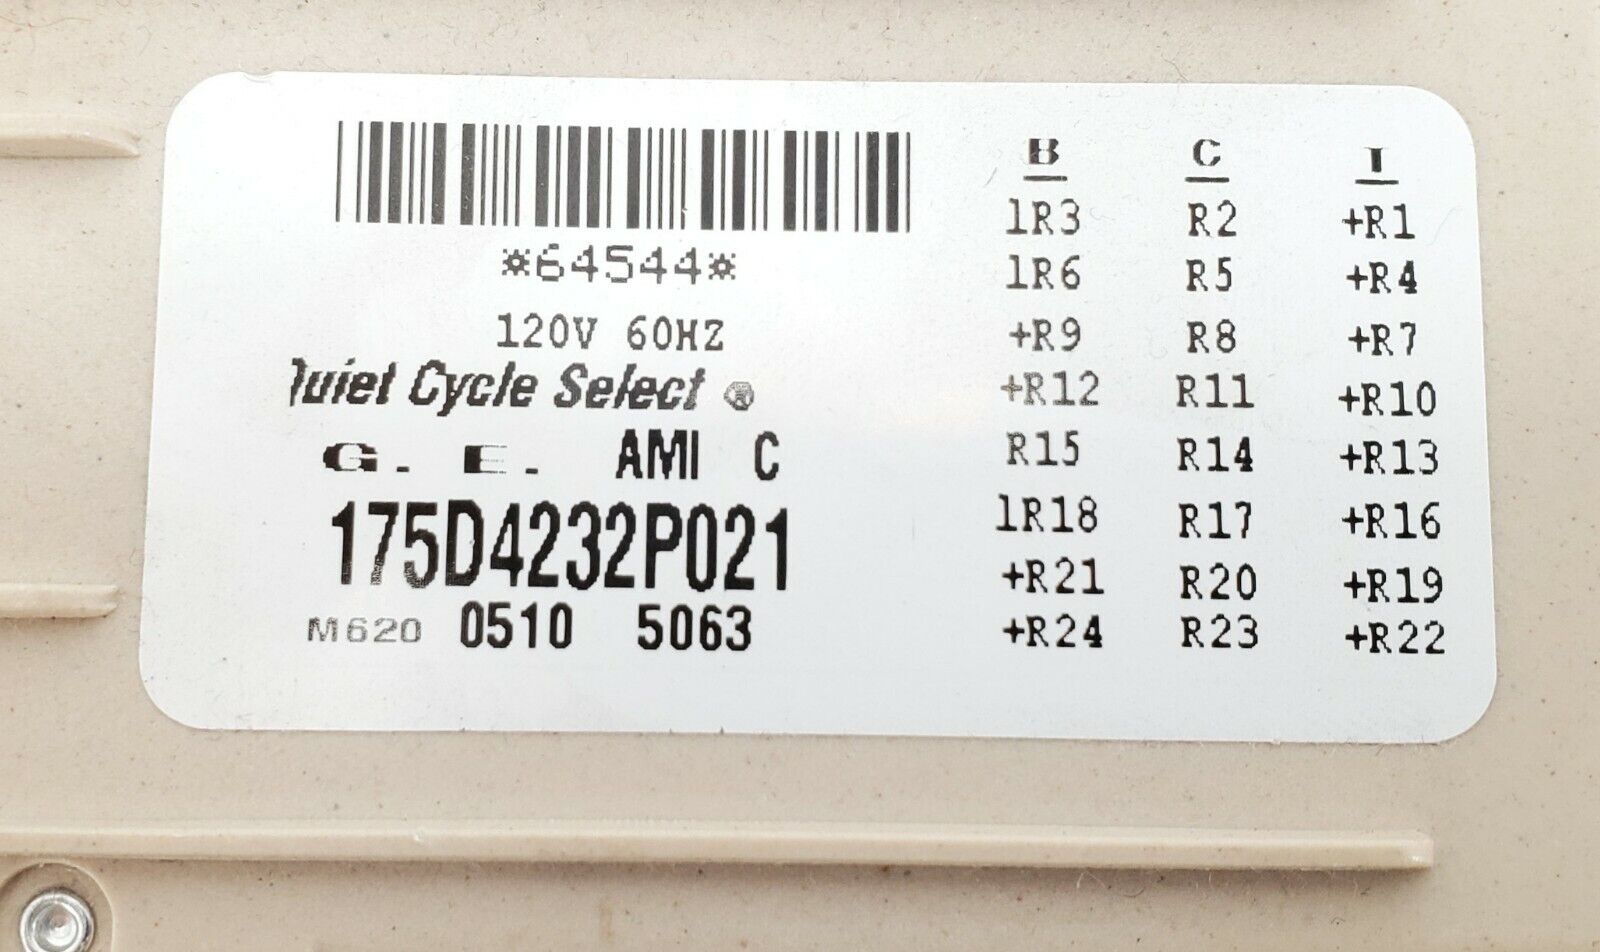 *64544*
120V 60HZ
Quiet Cycle Select ®
G. E. AMI C
175D4232P021
M620 0510 5063
B C T
1R3 R2 +R1
1R6 R5 +R4
+R9 R8 +R7
+R12 R11 +R10
R15 R14 +R13
1R18 R17 +R16
+R21 R20 +R19
+R24 R23 +R22